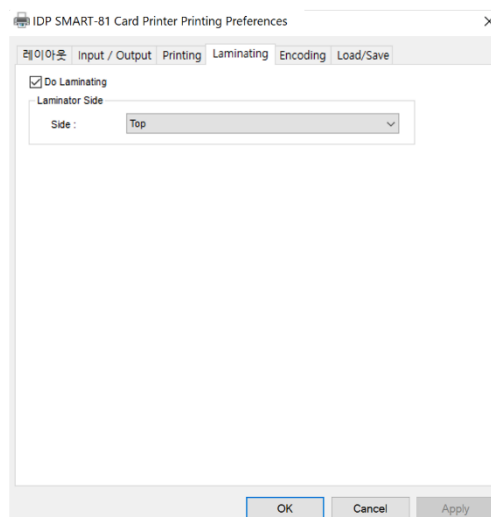 IDP SMART-81 Card Printer Printing Preferences
레이아웃 Input / Output Printing Laminating Encoding Load/Save
Do Laminating
Laminator Side
Side : Top
OK Cancel Apply